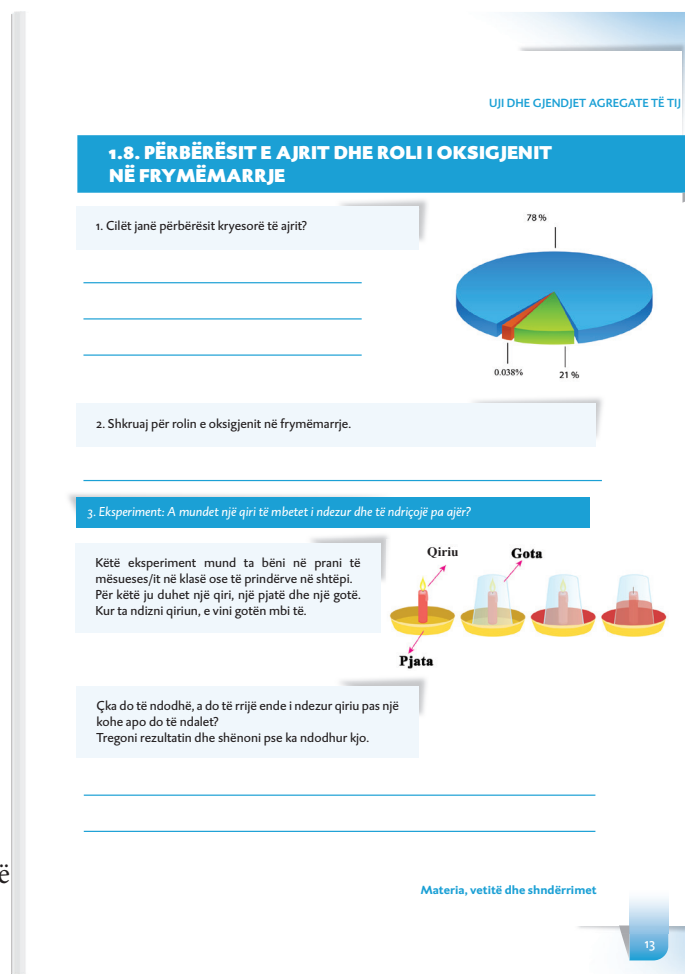 UJI DHE GJENDJET AGREGATE TË TIJ
1.8. PËRBËRËSIT E AJRIT DHE ROLI I OKSIGJENIT
NË FRYMËMARRJE
1. Cilët janë përbërësit kryesorë të ajrit?
78 %
0.038%
21 %
2. Shkruaj për rolin e oksigjenit në frymëmarrje.
3. Eksperiment: A mundet një qiri të mbetet i ndezur dhe të ndriçojë pa ajër?
Këtë eksperiment mund ta bëni në prani të
mësueses/it në klasë ose të prindërve në shtëpi.
Për këtë ju duhet një qiri, një pjatë dhe një gotë.
Kur ta ndizni qiriun, e vini gotën mbi të.
Qiriu
Gota
Pjata
Çka do të ndodhë, a do të rrijë ende i ndezur qiriu pas një
kohe apo do të ndalet?
Tregoni rezultatin dhe shënoni pse ka ndodhur kjo.
ë
Materia, vetitë dhe shndërrimet
13